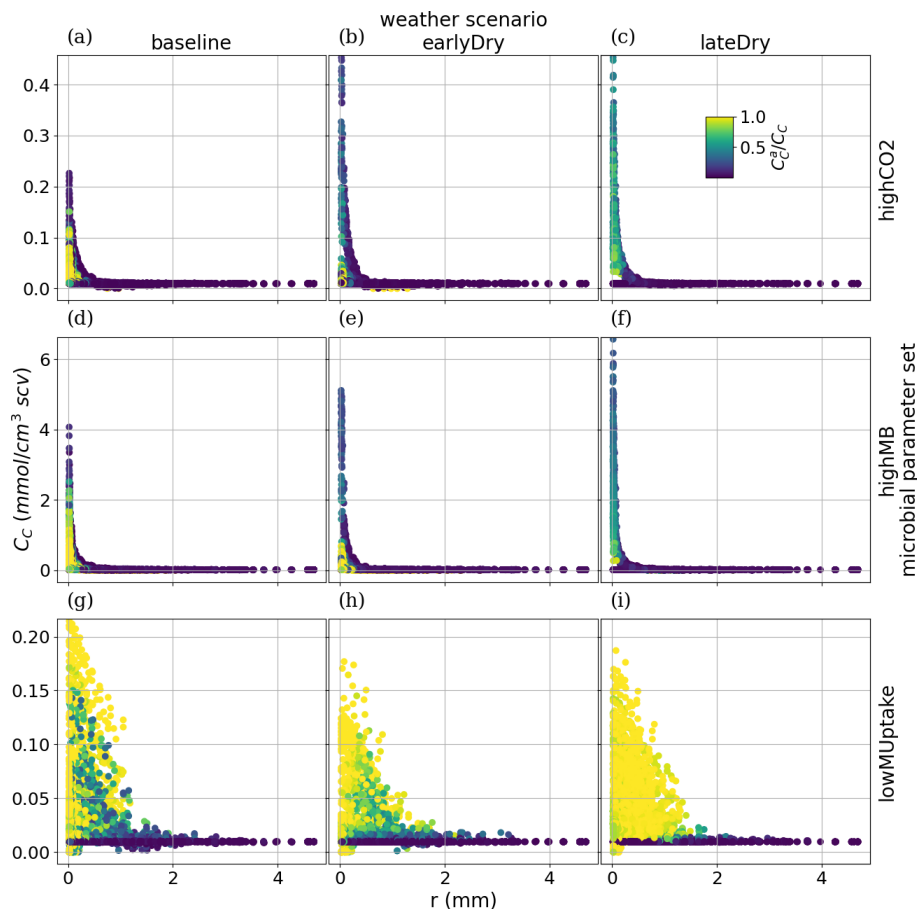 weather scenario
(a) baseline (b) earlyDry (c) lateDry
0.4
0.3
0.2
0.1
0.0
1.0
0.5
C_C^a/C_C
highCO2
(d) (e) (f)
6
4
2
0
C_C (mmol/cm^3 scv)
highMB
microbial parameter set
(g) (h) (i)
0.20
0.15
0.10
0.05
0.00
lowMUptake
0 2 4 0 2 4 0 2 4
r (mm)